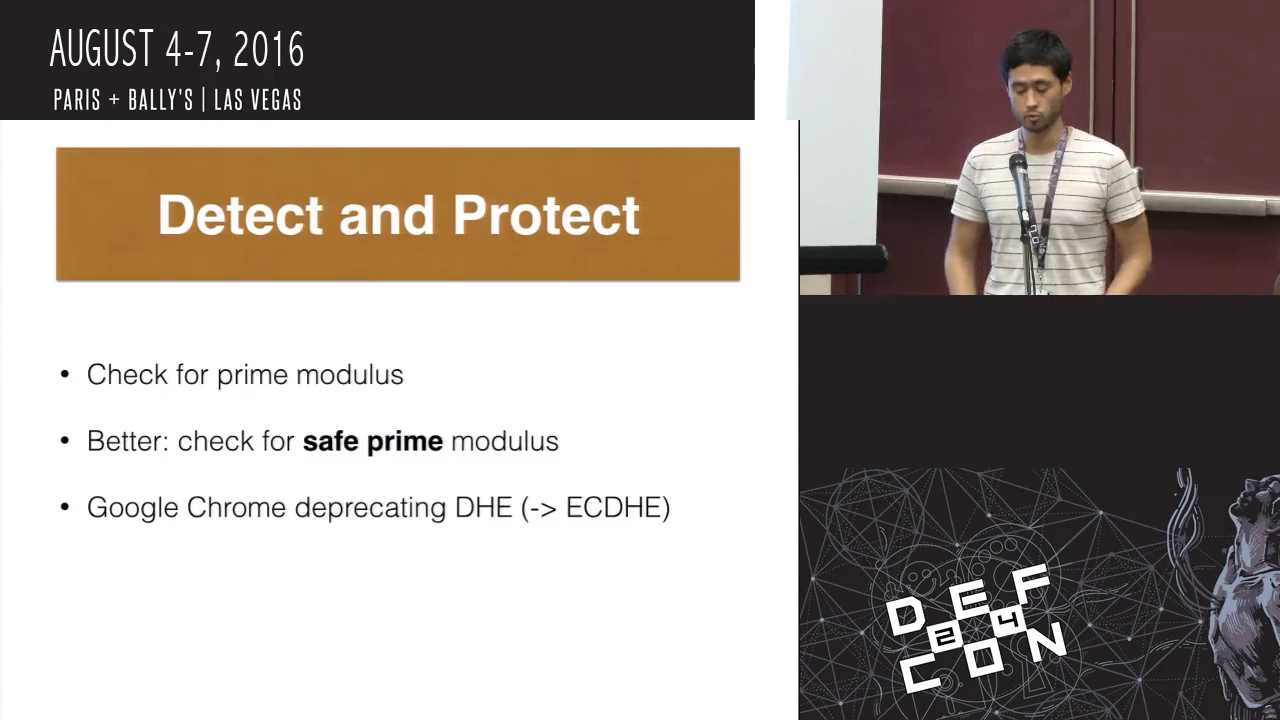 AUGUST 4-7, 2016
PARIS + BALLY'S | LAS VEGAS
Detect and Protect
• Check for prime modulus
• Better: check for safe prime modulus
• Google Chrome deprecating DHE (-> ECDHE)
DEF
24
CON